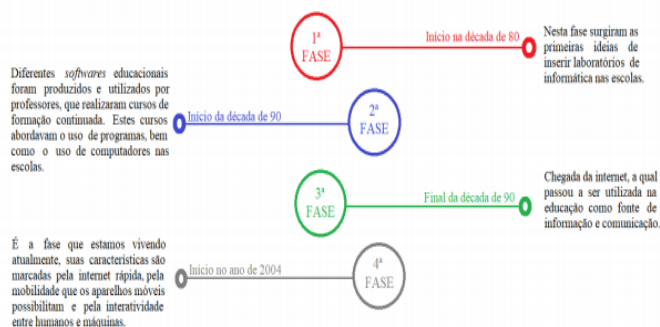 1ª
FASE
Início na década de 80
Nesta fase surgiram as
primeiras ideias de
inserir laboratórios de
informática nas escolas.
2ª
FASE
Início da década de 90
Diferentes softwares educacionais
foram produzidos e utilizados por
professores, que realizaram cursos de
formação continuada. Estes cursos
abordavam o uso de programas, bem
como o uso de computadores nas
escolas.
3ª
FASE
Final da década de 90
Chegada da internet, a qual
passou a ser utilizada na
educação como fonte de
informação e comunicação.
4ª
FASE
Início no ano de 2004
É a fase que estamos vivendo
atualmente, suas características são
marcadas pela internet rápida, pela
mobilidade que os aparelhos móveis
possibilitam e pela interatividade
entre humanos e máquinas.